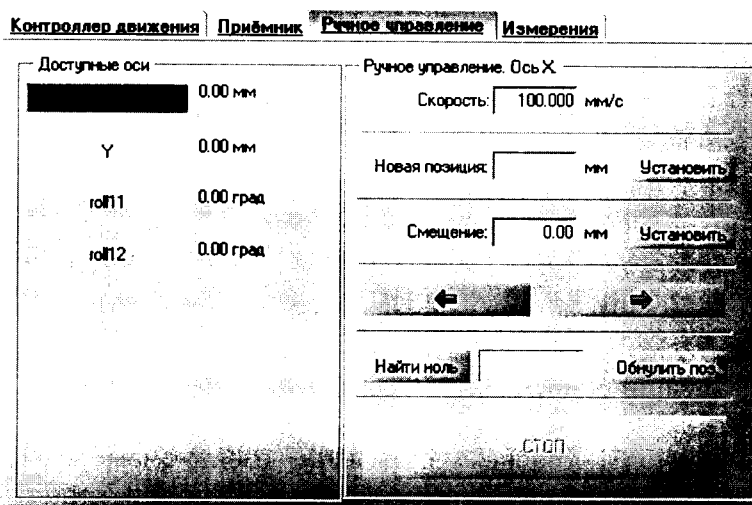 Контроллер движения Приёмник Ручное управление Измерения
Доступные оси
0.00 мм
Y 0.00 мм
roll11 0.00 град
roll12 0.00 град
Ручное управление. Ось X.
Скорость: 100.000 мм/с
Новая позиция: мм Установить
Смещение: 0.00 мм Установить
Найти ноль Обнулить поз.
СТОП